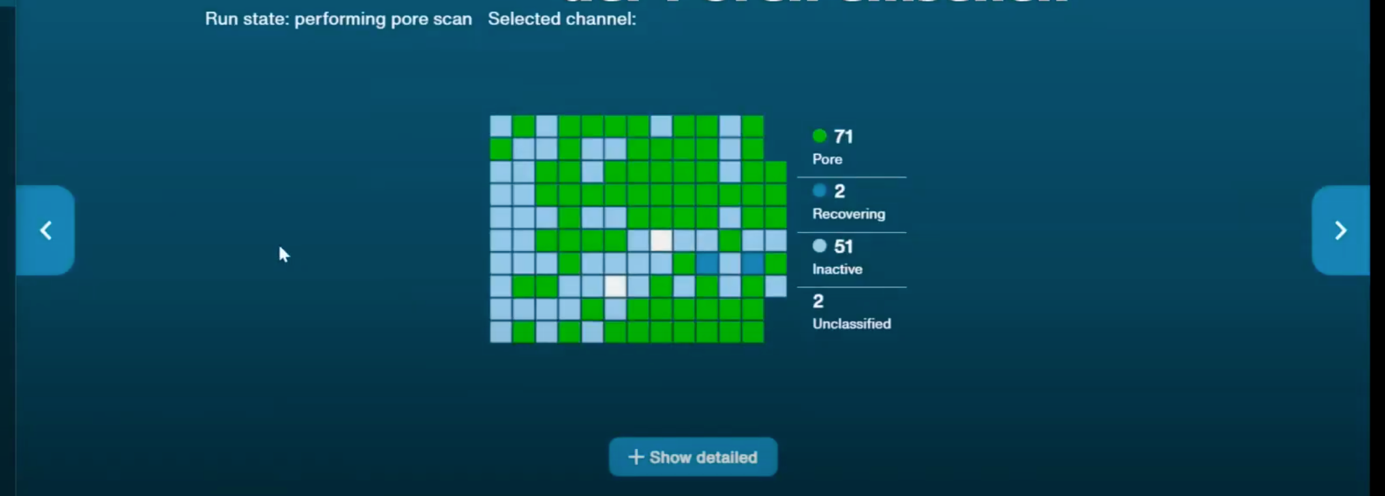 Run state: performing pore scan Selected channel:
71
Pore
2
Recovering
51
Inactive
2
Unclassified
+ Show detailed